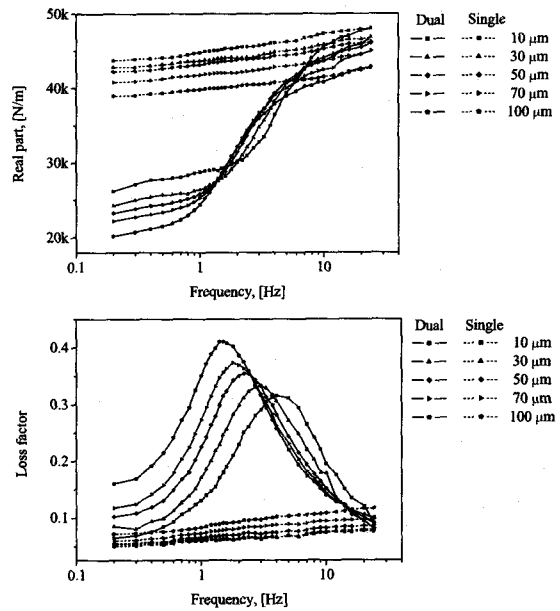 50k
40k
30k
20k
Real part, [N/m]
0.1
1
10
Frequency, [Hz]
Dual Single
10 μm
30 μm
50 μm
70 μm
100 μm
0.4
0.3
0.2
0.1
Loss factor
0.1
1
10
Frequency, [Hz]
Dual Single
10 μm
30 μm
50 μm
70 μm
100 μm